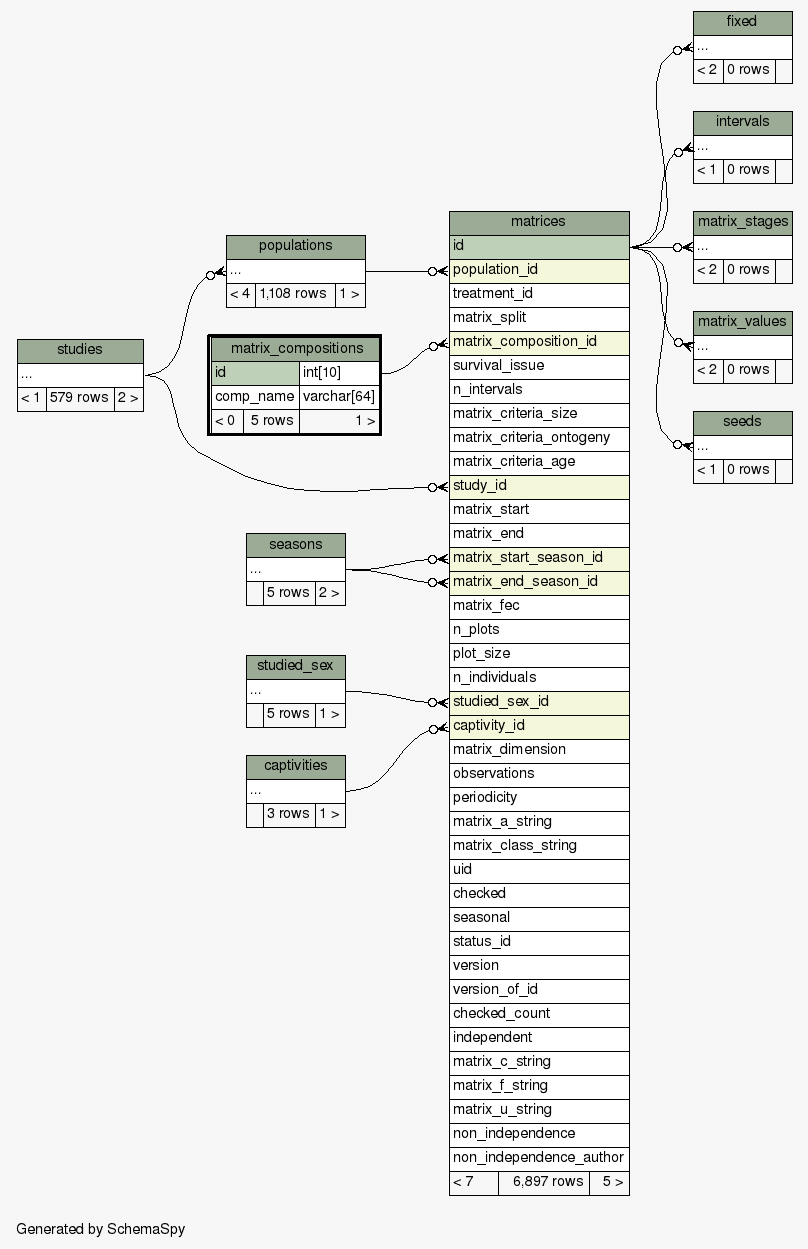 fixed
...
< 2 0 rows
intervals
...
< 1 0 rows
matrix_stages
...
< 2 0 rows
matrix_values
...
< 2 0 rows
seeds
...
< 1 0 rows
populations
...
< 4 1,108 rows 1 >
studies
...
< 1 579 rows 2 >
matrix_compositions
id int[10]
comp_name varchar[64]
< 0 5 rows 1 >
seasons
...
5 rows 2 >
studied_sex
...
5 rows 1 >
captivities
...
3 rows 1 >
matrices
id
population_id
treatment_id
matrix_split
matrix_composition_id
survival_issue
n_intervals
matrix_criteria_size
matrix_criteria_ontogeny
matrix_criteria_age
study_id
matrix_start
matrix_end
matrix_start_season_id
matrix_end_season_id
matrix_fec
n_plots
plot_size
n_individuals
studied_sex_id
captivity_id
matrix_dimension
observations
periodicity
matrix_a_string
matrix_class_string
uid
checked
seasonal
status_id
version
version_of_id
checked_count
independent
matrix_c_string
matrix_f_string
matrix_u_string
non_independence
non_independence_author
< 7 6,897 rows 5 >
Generated by SchemaSpy